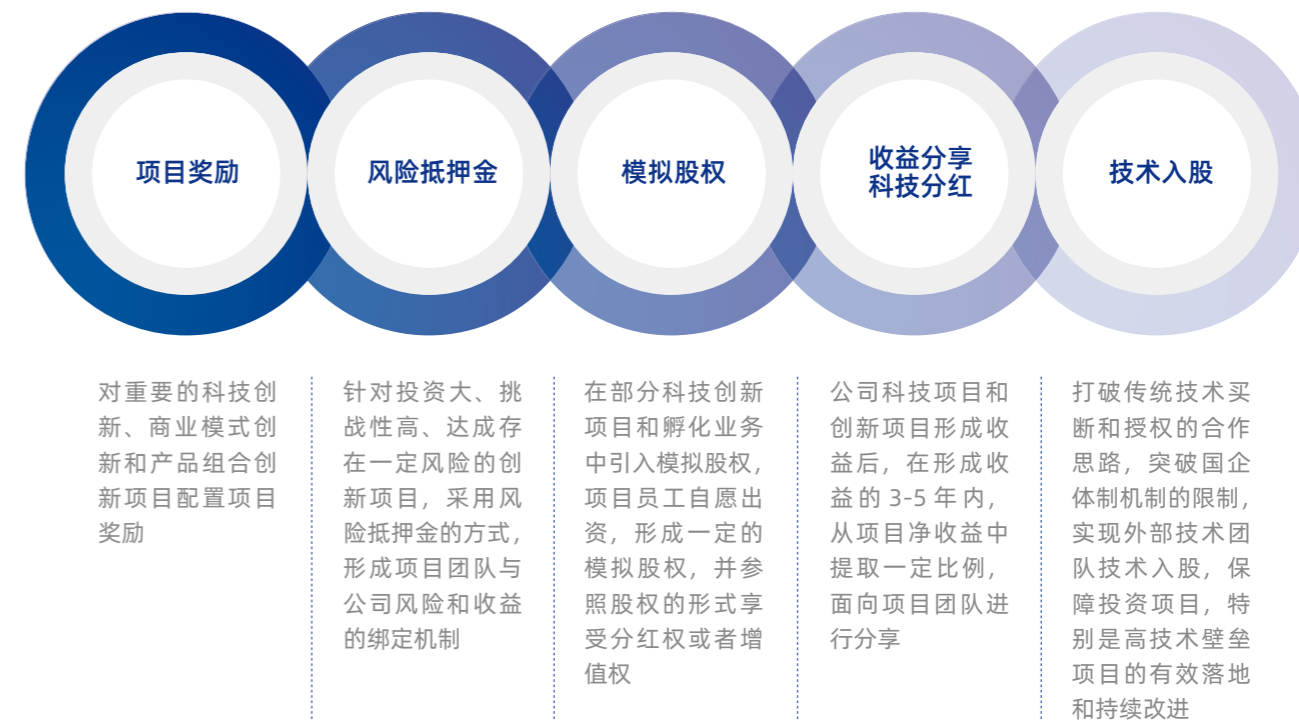 项目奖励
风险抵押金
模拟股权
收益分享
科技分红
技术入股
对重要的科技创
新、商业模式创
新和产品组合创
新项目配置项目
奖励
针对投资大、挑
战性高、达成存
在一定风险的创
新项目，采用风
险抵押金的方式，
形成项目团队与
公司风险和收益
的绑定机制
在部分科技创新
项目和孵化业务
中引入模拟股权，
项目员工自愿出
资，形成一定的
模拟股权，并参
照股权的形式享
受分红权或者增
值权
公司科技项目和
创新项目形成收
益后，在形成收
益的 3-5 年内，
从项目净收益中
提取一定比例，
面向项目团队进
行分享
打破传统技术买
断和授权的合作
思路，突破国企
体制机制的限制，
实现外部技术团
队技术入股，保
障投资项目，特
别是高技术壁垒
项目的有效落地
和持续改进